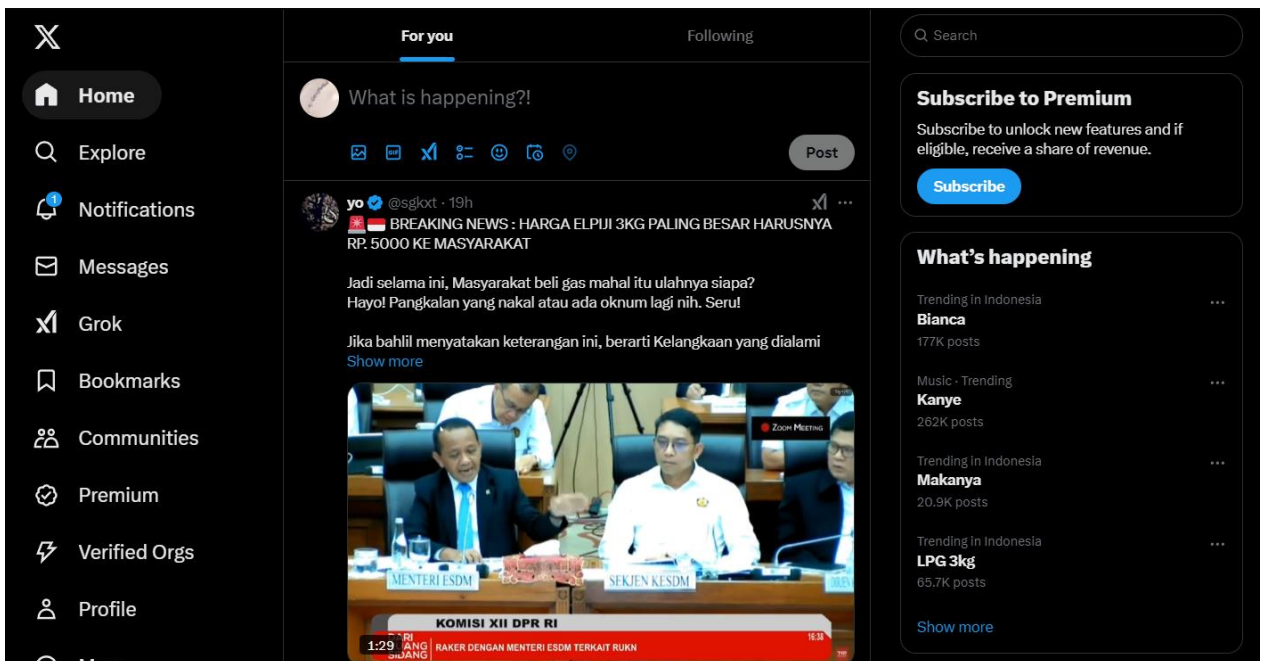 Home
Explore
Notifications
1
Messages
Grok
Bookmarks
Communities
Premium
Verified Orgs
Profile
For you
Following
What is happening?!
GIF
Post
yo @sgkxt · 19h
BREAKING NEWS : HARGA ELPIJI 3KG PALING BESAR HARUSNYA
RP. 5000 KE MASYARAKAT
Jadi selama ini, Masyarakat beli gas mahal itu ulahnya siapa?
Hayo! Pangkalan yang nakal atau ada oknum lagi nih. Seru!
Jika bahlil menyatakan keterangan ini, berarti Kelangkaan yang dialami
Show more
ZOOM MEETING
MENTERI ESDM
SEKJEN KESDM
KOMISI XII DPR RI
RAKER DENGAN MENTERI ESDM TERKAIT RUKN
16:38
1:29
SIDANG
Search
Subscribe to Premium
Subscribe to unlock new features and if
eligible, receive a share of revenue.
Subscribe
What's happening
Trending in Indonesia
Bianca
177K posts
Music · Trending
Kanye
262K posts
Trending in Indonesia
Makanya
20.9K posts
Trending in Indonesia
LPG 3kg
65.7K posts
Show more